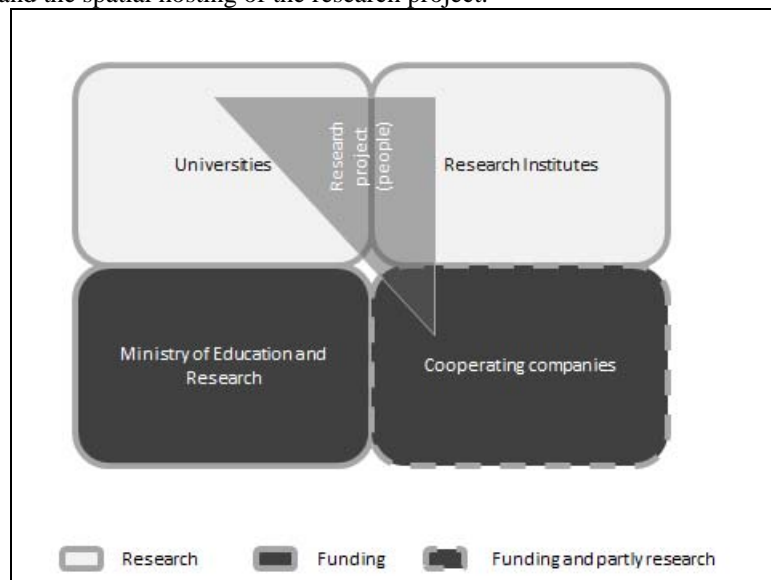 and the spatial hosting of the research project.
Universities
Research
project
(people)
Research Institutes
Ministry of Education and
Research
Cooperating companies
Research
Funding
Funding and partly research